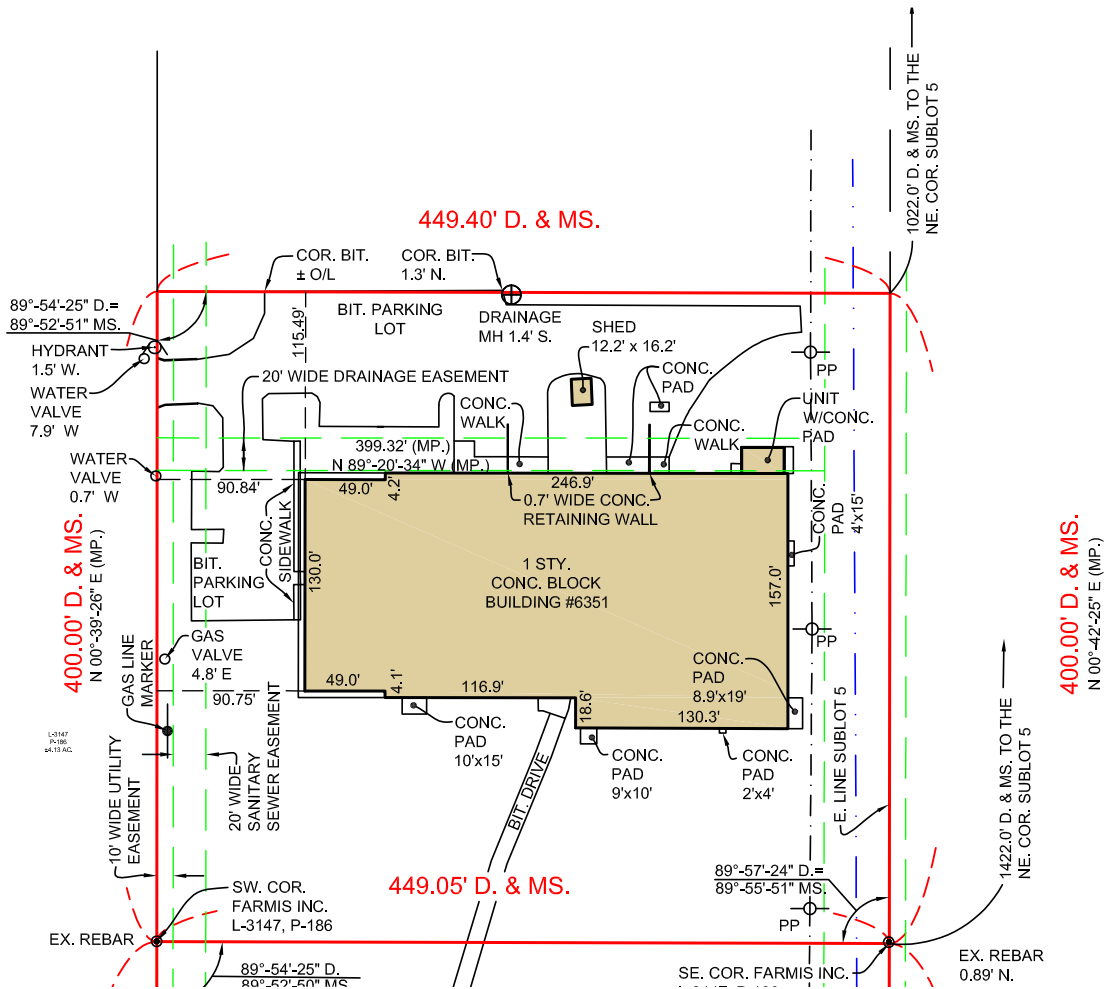 1022.0' D. & MS. TO THE
NE. COR. SUBLOT 5
449.40' D. & MS.
COR. BIT.
± O/L
COR. BIT.
1.3' N.
89°-54'-25" D.=
89°-52'-51" MS.
HYDRANT
1.5' W.
WATER
VALVE
7.9' W
115.49'
BIT. PARKING
LOT
DRAINAGE
MH 1.4' S.
SHED
12.2' x 16.2'
PP
20' WIDE DRAINAGE EASEMENT
CONC.
PAD
CONC.
WALK
CONC.
WALK
UNIT
W/CONC.
PAD
399.32' (MP.)
N 89°-20'-34" W (MP.)
WATER
VALVE
0.7' W
90.84'
49.0'
4.2'
246.9'
0.7' WIDE CONC.
RETAINING WALL
CONC.
PAD
4'x15'
400.00' D. & MS.
N 00°-39'-26" E (MP.)
CONC.
SIDEWALK
BIT.
PARKING
LOT
130.0'
1 STY.
CONC. BLOCK
BUILDING #6351
157.0'
400.00' D. & MS.
N 00°-42'-25" E (MP.)
GAS
VALVE
4.8' E
PP
GAS LINE
MARKER
90.75'
49.0'
4.1'
116.9'
18.6'
CONC.
PAD
8.9'x19'
130.3'
L-3147
P-186
±4.13 AC.
CONC.
PAD
10'x15'
CONC.
PAD
9'x10'
CONC.
PAD
2'x4'
E. LINE SUBLOT 5
1422.0' D. & MS. TO THE
NE. COR. SUBLOT 5
10' WIDE UTILITY
EASEMENT
20' WIDE
SANITARY
SEWER EASEMENT
BIT. DRIVE
449.05' D. & MS.
89°-57'-24" D.=
89°-55'-51" MS.
PP
SW. COR.
FARMIS INC.
L-3147, P-186
EX. REBAR
89°-54'-25" D.
89°-52'-50" MS.
SE. COR. FARMIS INC.
EX. REBAR
0.89' N.